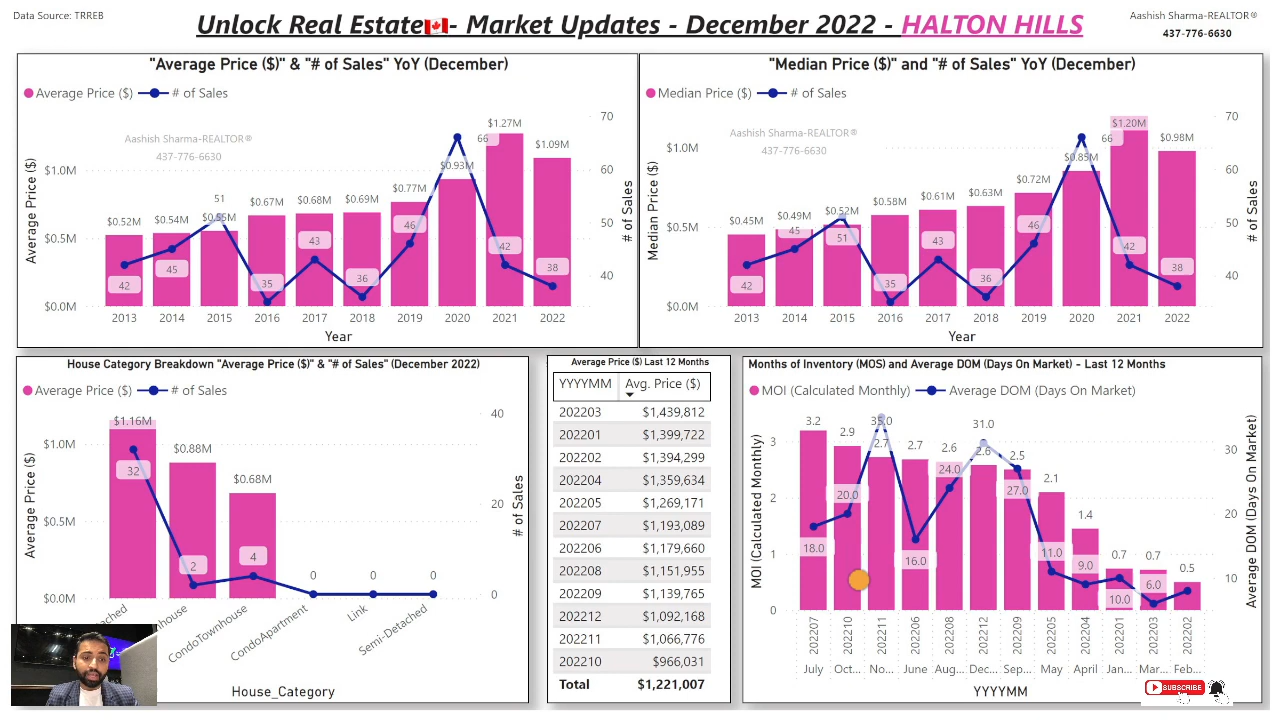 Data Source: TRREB
Unlock Real Estate - Market Updates - December 2022 - HALTON HILLS
Aashish Sharma-REALTOR®
437-776-6630
"Average Price ($)" & "# of Sales" YoY (December)
Average Price ($) # of Sales
Aashish Sharma-REALTOR®
437-776-6630
Average Price ($)
$1.0M
$0.5M
$0.0M
$0.52M $0.54M $0.55M $0.67M $0.68M $0.69M $0.77M $0.93M $1.27M $1.09M
42 45 51 35 43 36 46 66 42 38
70
60
50
40
# of Sales
2013 2014 2015 2016 2017 2018 2019 2020 2021 2022
Year
"Median Price ($)" and "# of Sales" YoY (December)
Median Price ($) # of Sales
Aashish Sharma-REALTOR®
437-776-6630
Median Price ($)
$1.0M
$0.5M
$0.0M
$0.45M $0.49M $0.52M $0.58M $0.61M $0.63M $0.72M $0.85M $1.20M $0.98M
42 45 51 35 43 36 46 66 42 38
70
60
50
40
# of Sales
2013 2014 2015 2016 2017 2018 2019 2020 2021 2022
Year
House Category Breakdown "Average Price ($)" & "# of Sales" (December 2022)
Average Price ($) # of Sales
Average Price ($)
$1.0M
$0.5M
$0.0M
$1.16M $0.88M $0.68M
32 2 4 0 0 0
40
20
0
# of Sales
CondoTownhouse CondoApartment Link Semi-Detached
House_Category
Average Price ($) Last 12 Months
YYYYMM Avg. Price ($)
202203 $1,439,812
202201 $1,399,722
202202 $1,394,299
202204 $1,359,634
202205 $1,269,171
202207 $1,193,089
202206 $1,179,660
202208 $1,151,955
202209 $1,139,765
202212 $1,092,168
202211 $1,066,776
202210 $966,031
Total $1,221,007
Months of Inventory (MOS) and Average DOM (Days On Market) - Last 12 Months
MOI (Calculated Monthly) Average DOM (Days On Market)
MOI (Calculated Monthly)
3
2
1
0
3.2 2.9 2.7 2.7 2.6 2.6 2.5 2.1 1.4 0.7 0.7 0.5
18.0 20.0 35.0 16.0 24.0 31.0 27.0 11.0 9.0 10.0 6.0
30
20
10
Average DOM (Days On Market)
202207 202210 202211 202206 202208 202212 202209 202205 202204 202201 202203 202202
July Oct... No... June Aug... Dec... Sep... May April Jan... Mar... Feb...
YYYYMM
SUBSCRIBE